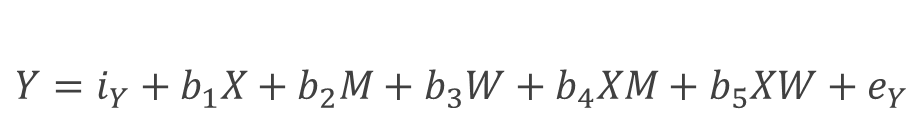 Y = i_Y + b_1X + b_2M + b_3W + b_4XM + b_5XW + e_Y